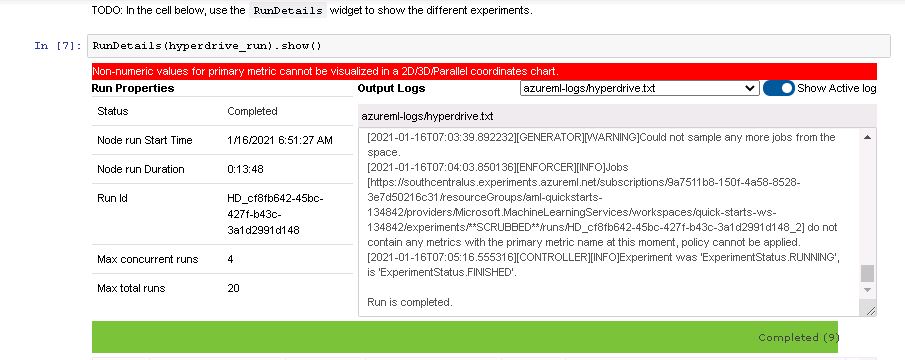 TODO: In the cell below, use the RunDetails widget to show the different experiments.
In [7]: RunDetails(hyperdrive_run).show()
Non-numeric values for primary metric cannot be visualized in a 2D/3D/Parallel coordinates chart.
Run Properties
Status Completed
Node run Start Time 1/16/2021 6:51:27 AM
Node run Duration 0:13:48
Run Id HD_cf8fb642-45bc-
427f-b43c-
3a1d2991d148
Max concurrent runs 4
Max total runs 20
Output Logs azureml-logs/hyperdrive.txt Show Active log
azureml-logs/hyperdrive.txt
[2021-01-16T07:03:39.892232][GENERATOR][WARNING]Could not sample any more jobs from the
space.
[2021-01-16T07:04:03.850136][ENFORCER][INFO]Jobs
[https://southcentralus.experiments.azureml.net/subscriptions/9a7511b8-150f-4a58-8528-
3e7d50216c31/resourceGroups/aml-quickstarts-
134842/providers/Microsoft.MachineLearningServices/workspaces/quick-starts-ws-
134842/experiments/**SCRUBBED**/runs/HD_cf8fb642-45bc-427f-b43c-3a1d2991d148_2] do not
contain any metrics with the primary metric name at this moment, policy cannot be applied.
[2021-01-16T07:05:16.555316][CONTROLLER][INFO]Experiment was 'ExperimentStatus.RUNNING',
is 'ExperimentStatus.FINISHED'.
Run is completed.
Completed (9)